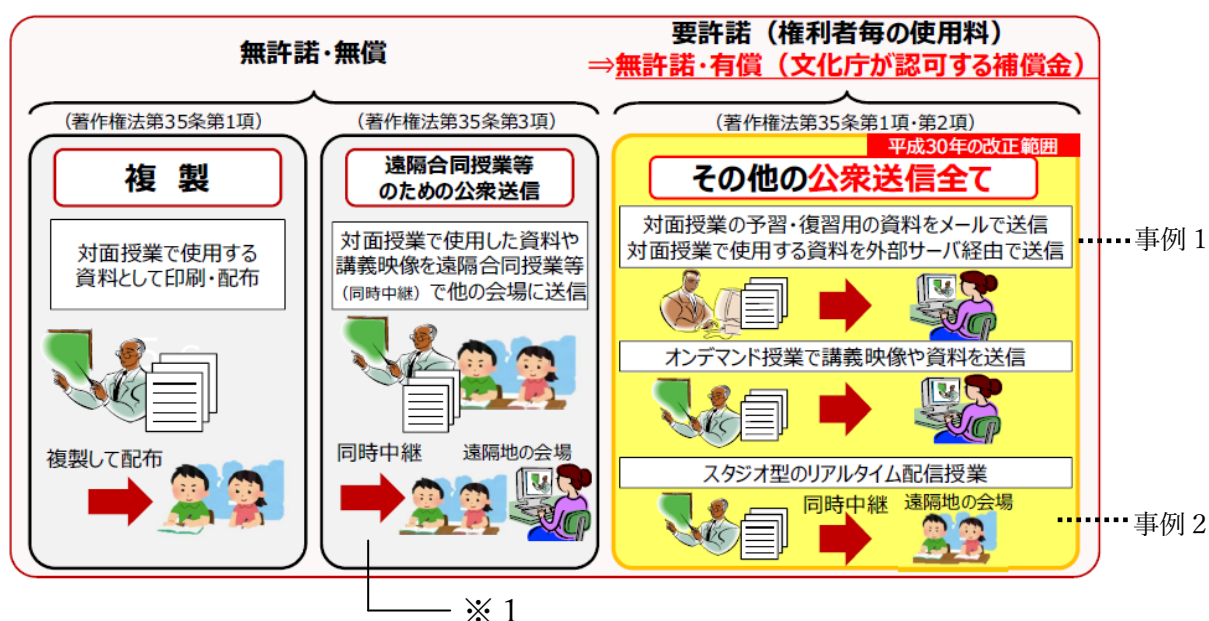 無許諾・無償
要許諾（権利者毎の使用料）
⇒無許諾・有償（文化庁が認可する補償金）
（著作権法第35条第1項）
（著作権法第35条第3項）
（著作権法第35条第1項・第2項）
平成30年の改正範囲
複 製
遠隔合同授業等
のための公衆送信
その他の公衆送信全て
対面授業で使用する
資料として印刷・配布
対面授業で使用した資料や
講義映像を遠隔合同授業等
（同時中継）で他の会場に送信
対面授業の予習・復習用の資料をメールで送信
対面授業で使用する資料を外部サーバ経由で送信
事例１
オンデマンド授業で講義映像や資料を送信
複製して配布
同時中継
遠隔地の会場
スタジオ型のリアルタイム配信授業
同時中継
遠隔地の会場
事例２
※１